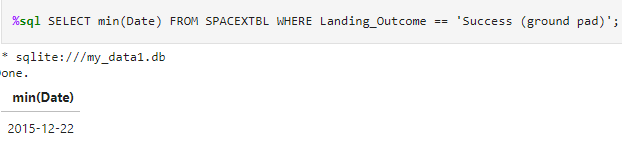 %sql SELECT min(Date) FROM SPACEXTBL WHERE Landing_Outcome == 'Success (ground pad)';
* sqlite:///my_data1.db
one.
min(Date)
2015-12-22